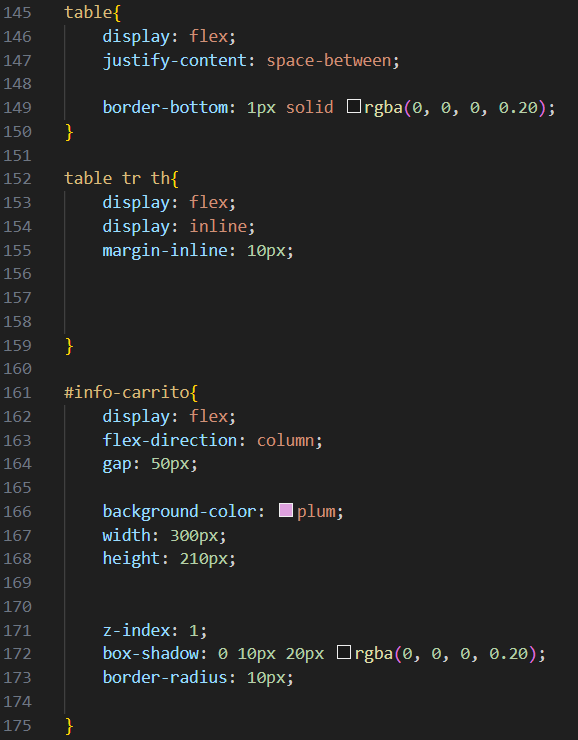 145 table{
146 display: flex;
147 justify-content: space-between;
148
149 border-bottom: 1px solid rgba(0, 0, 0, 0.20);
150 }
151
152 table tr th{
153 display: flex;
154 display: inline;
155 margin-inline: 10px;
156
157
158
159 }
160
161 #info-carrito{
162 display: flex;
163 flex-direction: column;
164 gap: 50px;
165
166 background-color: plum;
167 width: 300px;
168 height: 210px;
169
170
171 z-index: 1;
172 box-shadow: 0 10px 20px rgba(0, 0, 0, 0.20);
173 border-radius: 10px;
174
175 }